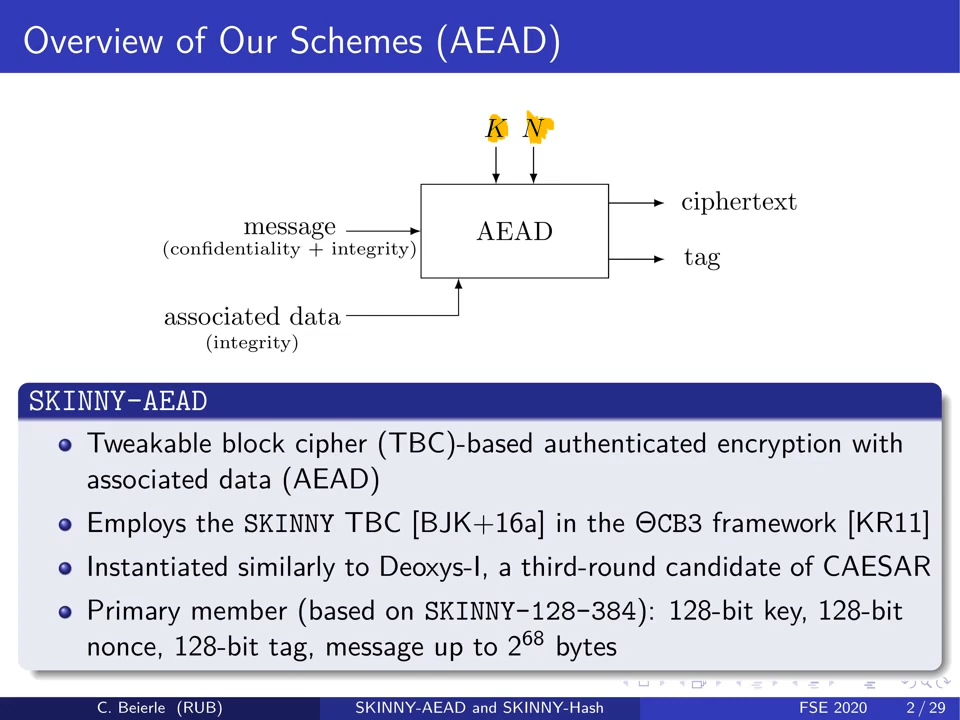 Overview of Our Schemes (AEAD)
K N
message
(confidentiality + integrity)
AEAD
ciphertext
tag
associated data
(integrity)
SKINNY-AEAD
Tweakable block cipher (TBC)-based authenticated encryption with
associated data (AEAD)
Employs the SKINNY TBC [BJK+16a] in the ΘCB3 framework [KR11]
Instantiated similarly to Deoxys-I, a third-round candidate of CAESAR
Primary member (based on SKINNY-128-384): 128-bit key, 128-bit
nonce, 128-bit tag, message up to 2^68 bytes
C. Beierle (RUB) SKINNY-AEAD and SKINNY-Hash FSE 2020 2 / 29